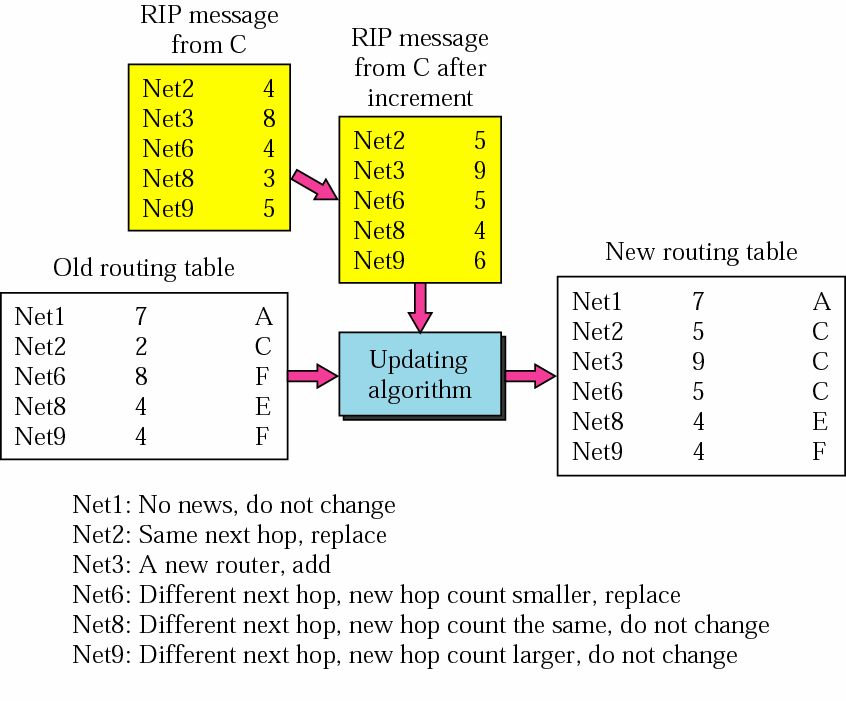 RIP message
from C
Net2 4
Net3 8
Net6 4
Net8 3
Net9 5
RIP message
from C after
increment
Net2 5
Net3 9
Net6 5
Net8 4
Net9 6
Old routing table
Net1 7 A
Net2 2 C
Net6 8 F
Net8 4 E
Net9 4 F
Updating
algorithm
New routing table
Net1 7 A
Net2 5 C
Net3 9 C
Net6 5 C
Net8 4 E
Net9 4 F
Net1: No news, do not change
Net2: Same next hop, replace
Net3: A new router, add
Net6: Different next hop, new hop count smaller, replace
Net8: Different next hop, new hop count the same, do not change
Net9: Different next hop, new hop count larger, do not change